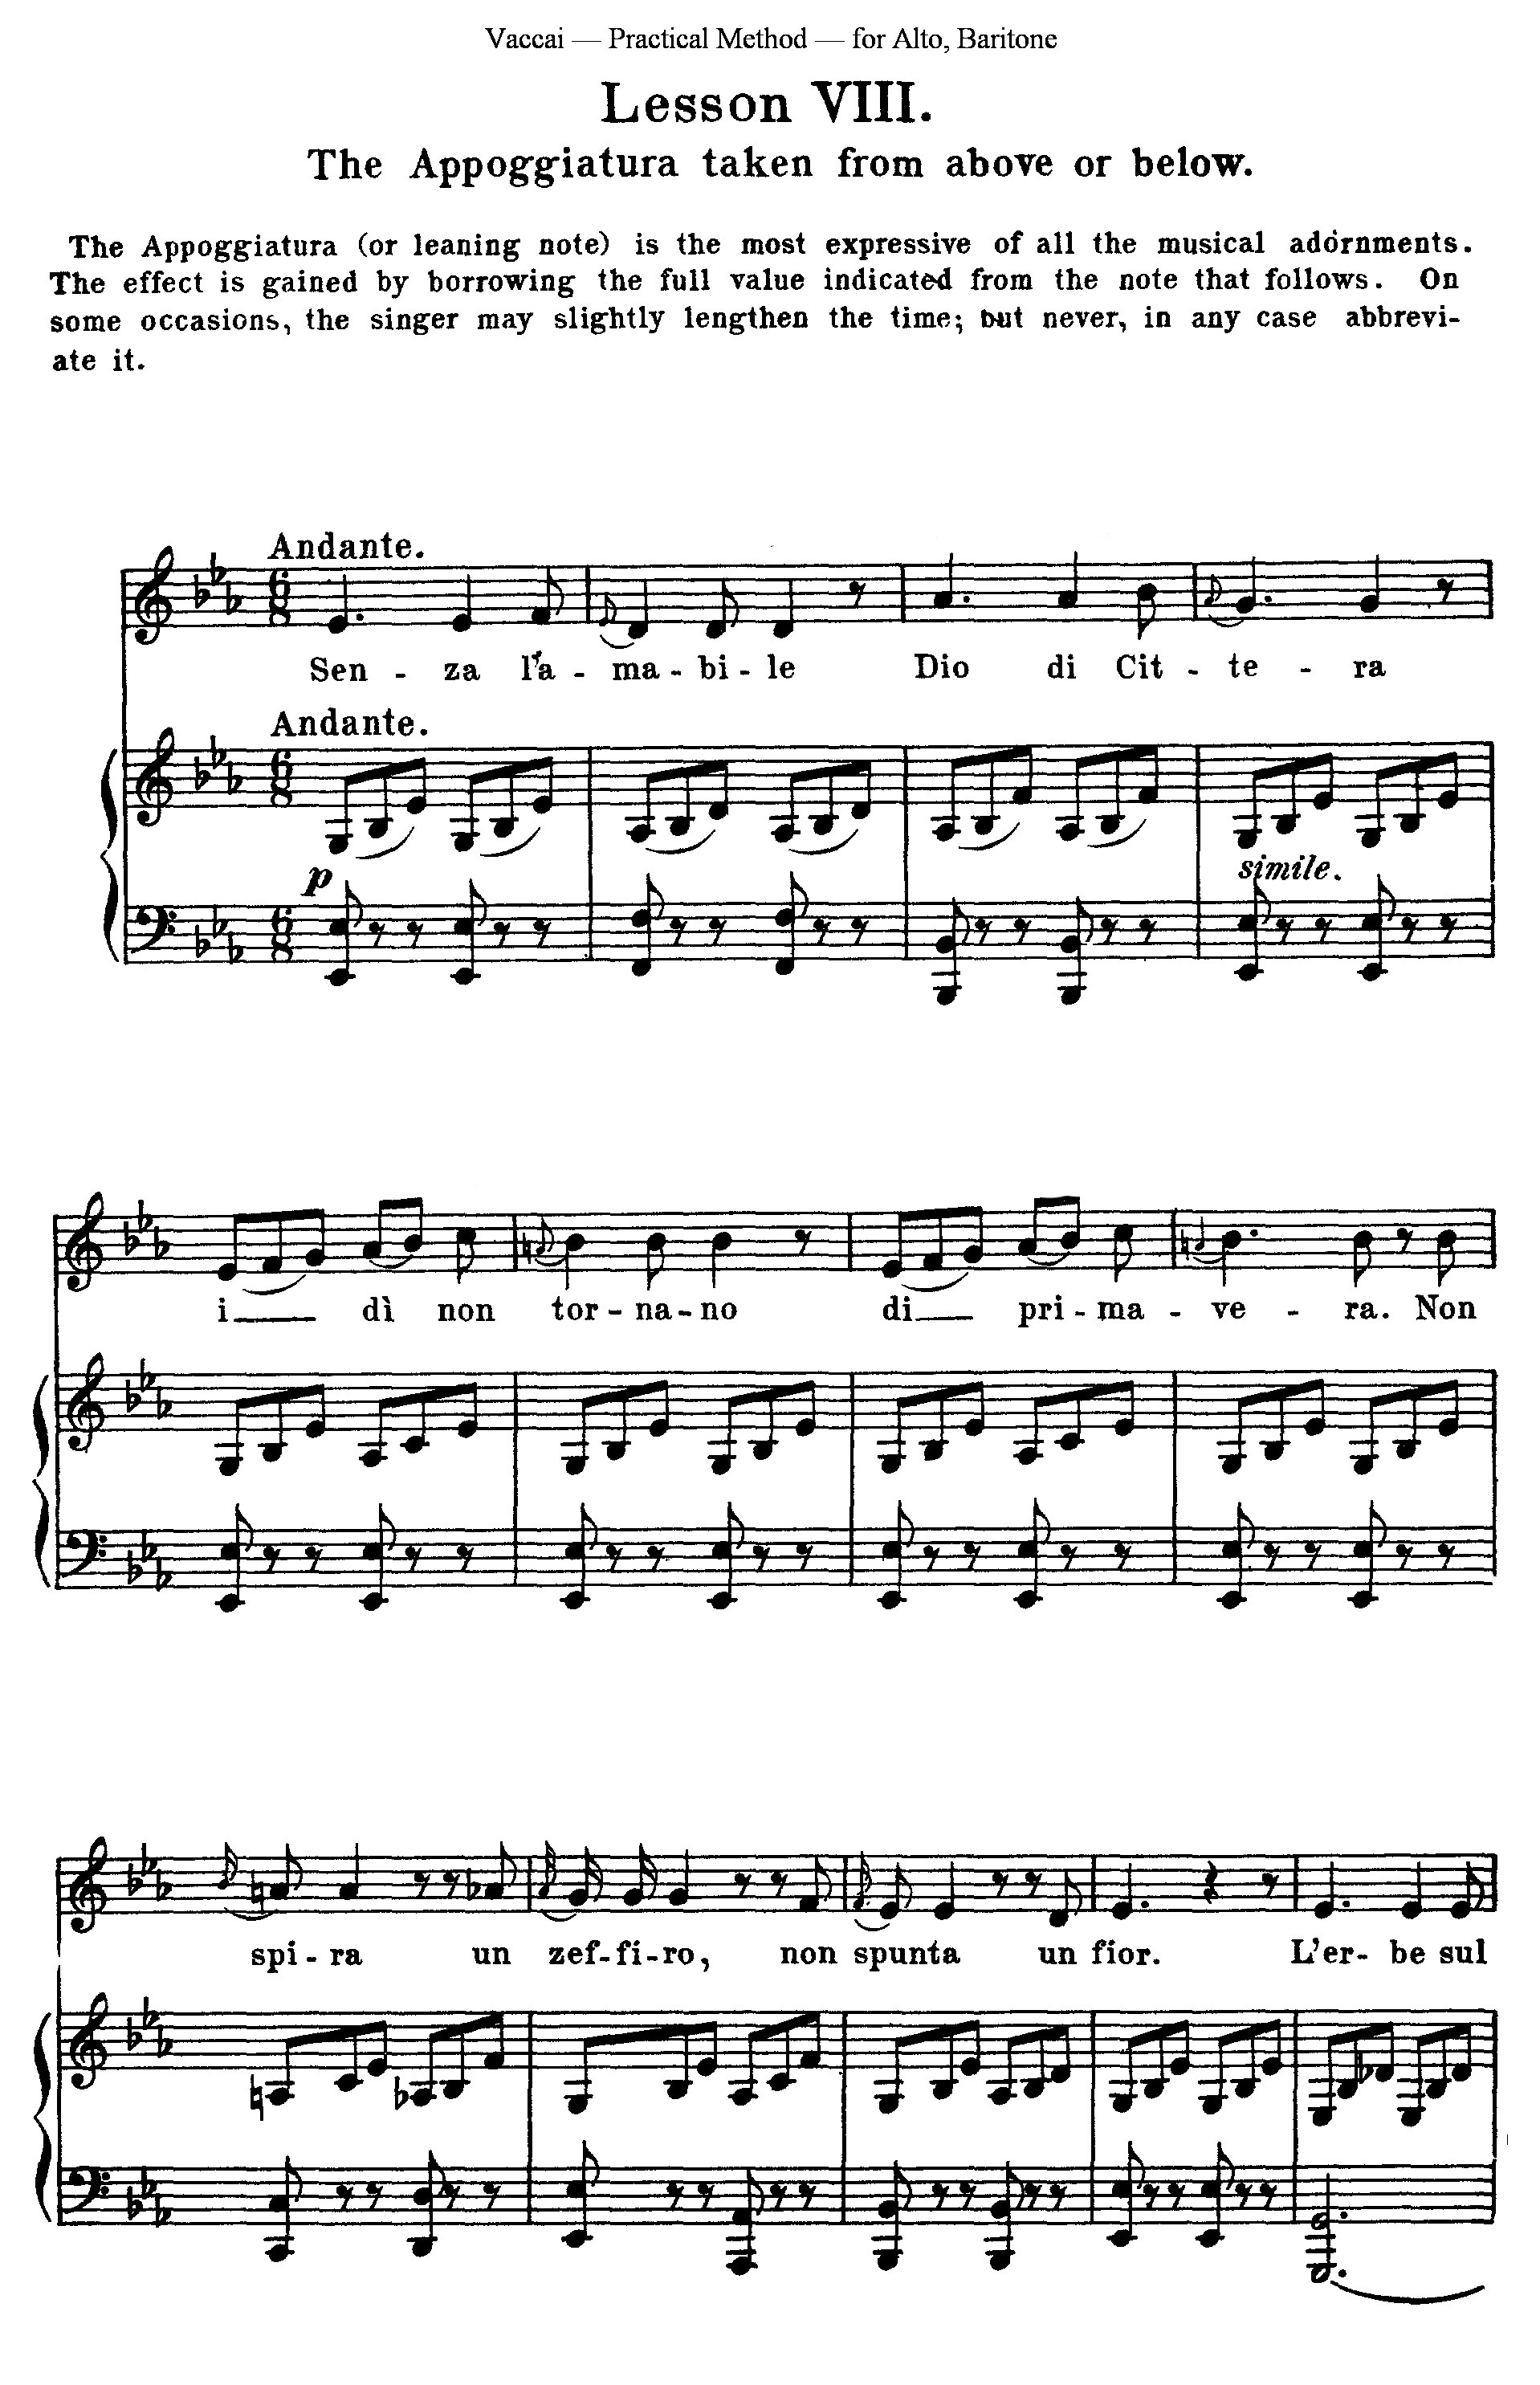 Vaccai — Practical Method — for Alto, Baritone
Lesson VIII.
The Appoggiatura taken from above or below.
The Appoggiatura (or leaning note) is the most expressive of all the musical adornments.
The effect is gained by borrowing the full value indicated from the note that follows. On
some occasions, the singer may slightly lengthen the time; but never, in any case abbrevi-
ate it.
Andante.
6 8
Sen - za l'a - ma - bi - le Dio di Cit - te - ra
Andante.
6 8
p
simile.
6 8
i dì non tor - na - no di pri - ma - ve - ra. Non
spi - ra un zef - fi - ro, non spunta un fior. L'er - be sul